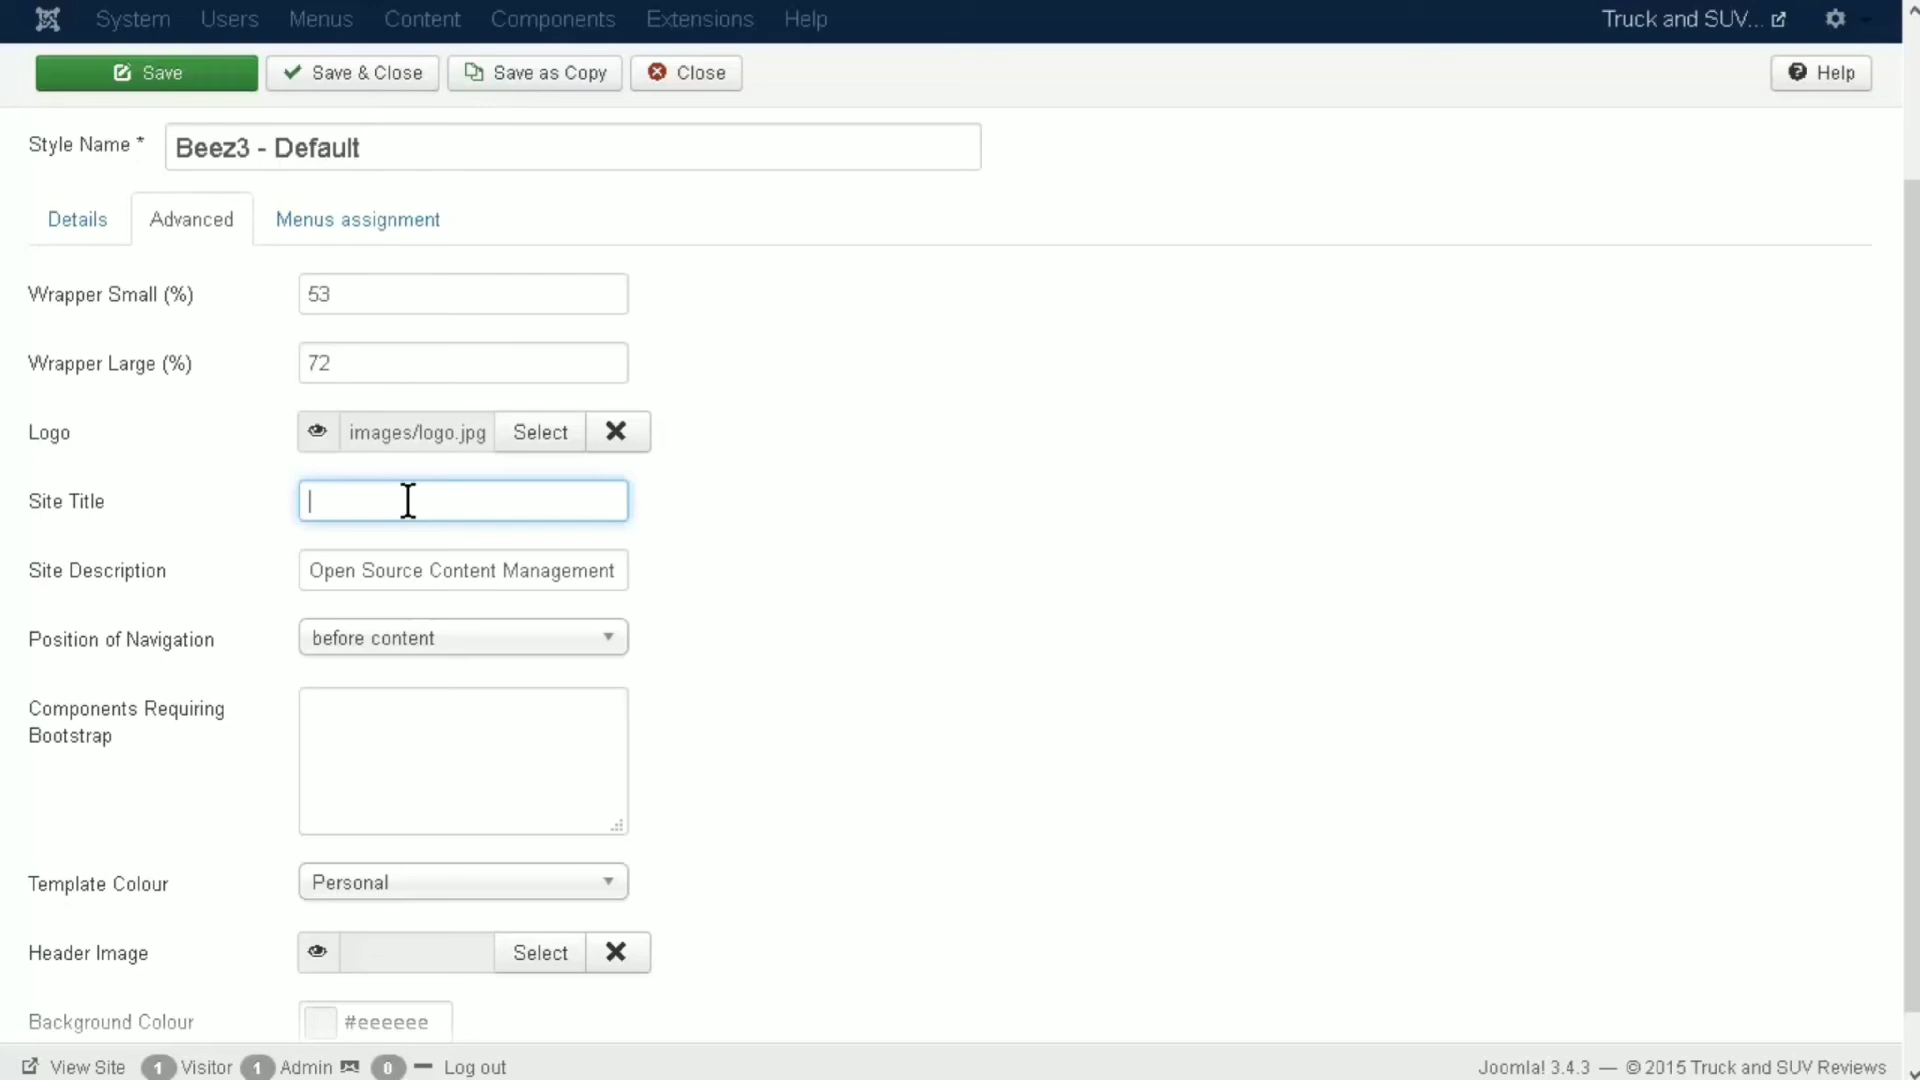 System Users Menus Content Components Extensions Help Truck and SUV...
Save Save & Close Save as Copy Close Help
Style Name * Beez3 - Default
Details Advanced Menus assignment
Wrapper Small (%) 53
Wrapper Large (%) 72
Logo images/logo.jpg Select
Site Title
Site Description Open Source Content Management
Position of Navigation before content
Components Requiring
Bootstrap
Template Colour Personal
Header Image Select
Background Colour #eeeeee
View Site 1 Visitor 1 Admin 0 Log out Joomla! 3.4.3 — © 2015 Truck and SUV Reviews